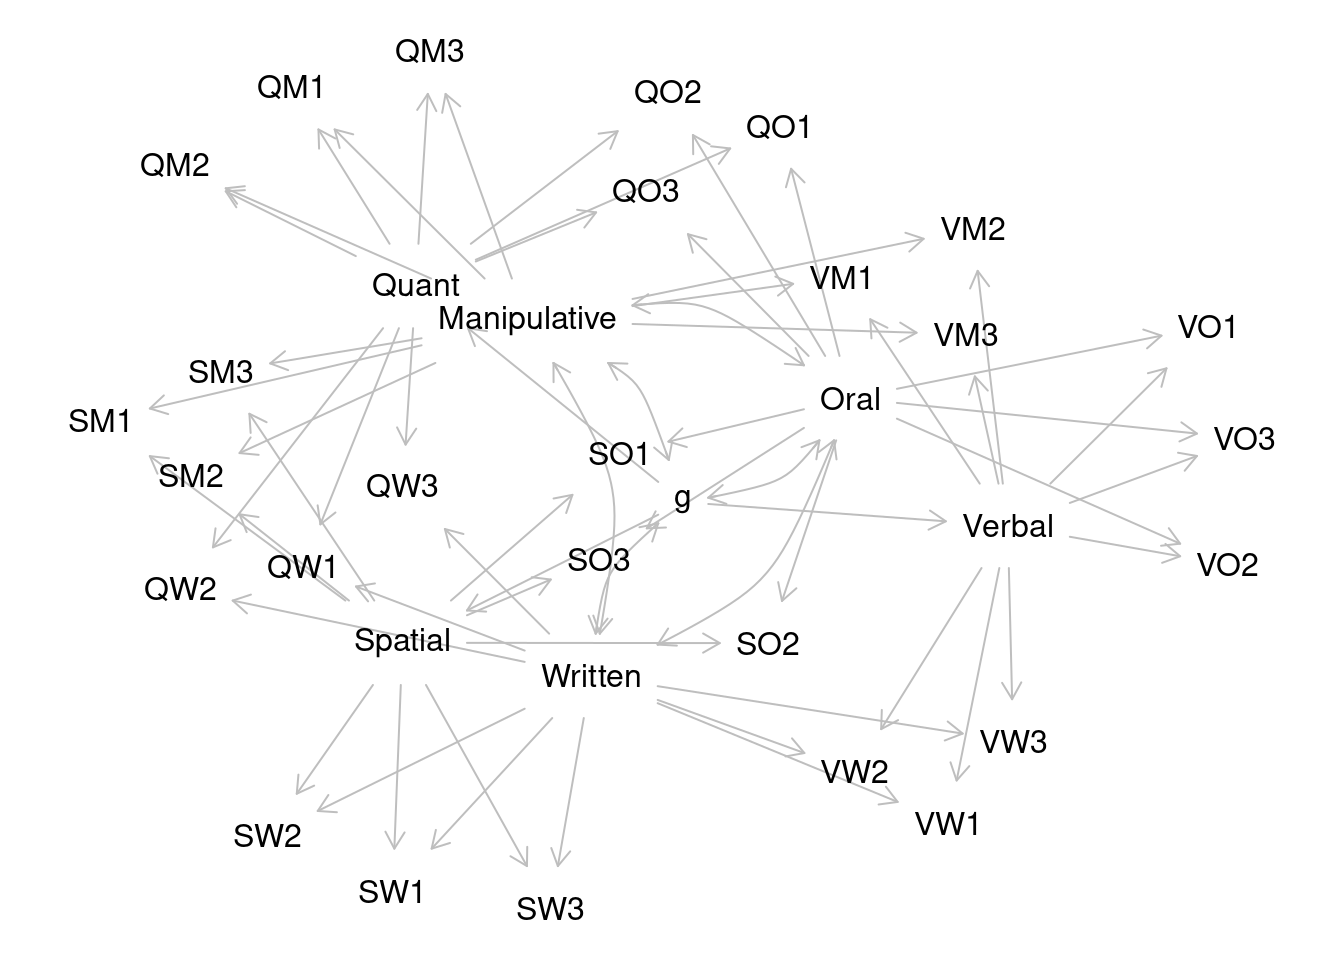 QM3
QM1
QO2
QO1
QM2
QO3
VM2
VM1
Quant
Manipulative
VO1
VM3
SM3
Oral
SM1
VO3
SO1
SM2
QW3
g
Verbal
SO3
VO2
QW1
QW2
Spatial
SO2
Written
VW3
VW2
VW1
SW2
SW1
SW3